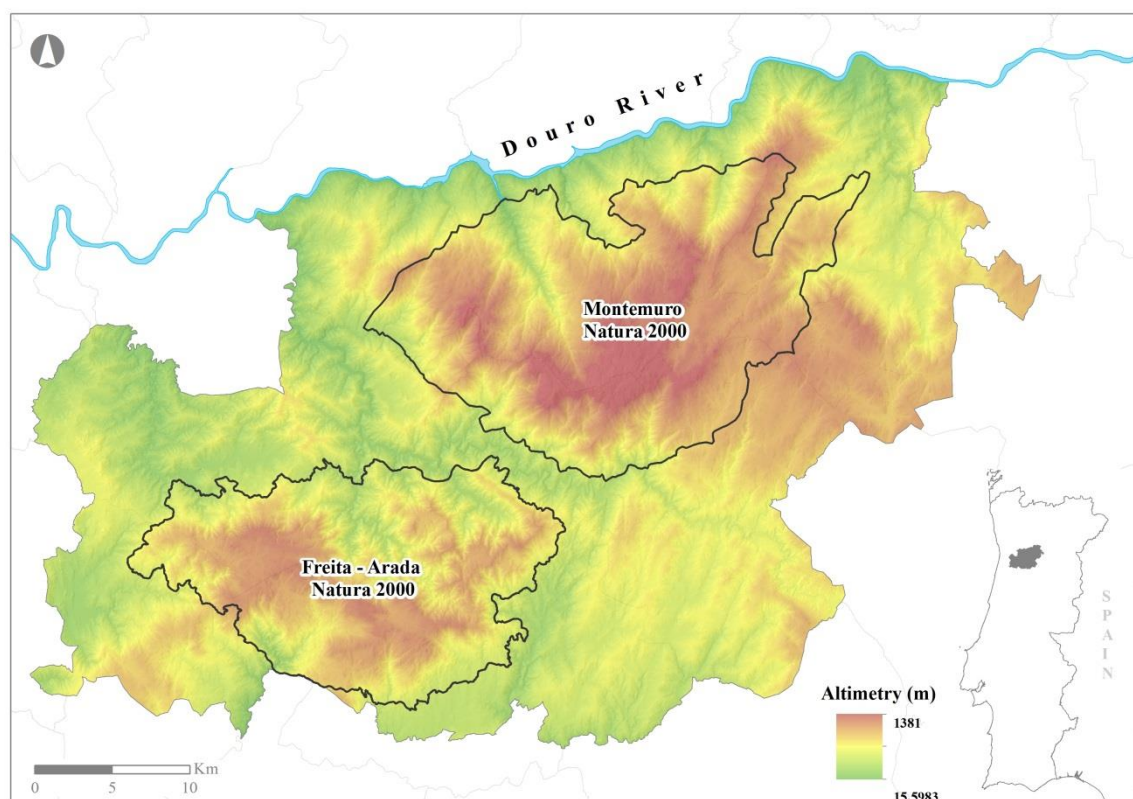 Douro River
Montemuro
Natura 2000
Freita - Arada
Natura 2000
SPAIN
Altimetry (m)
1381
15.5983
Km
0 5 10